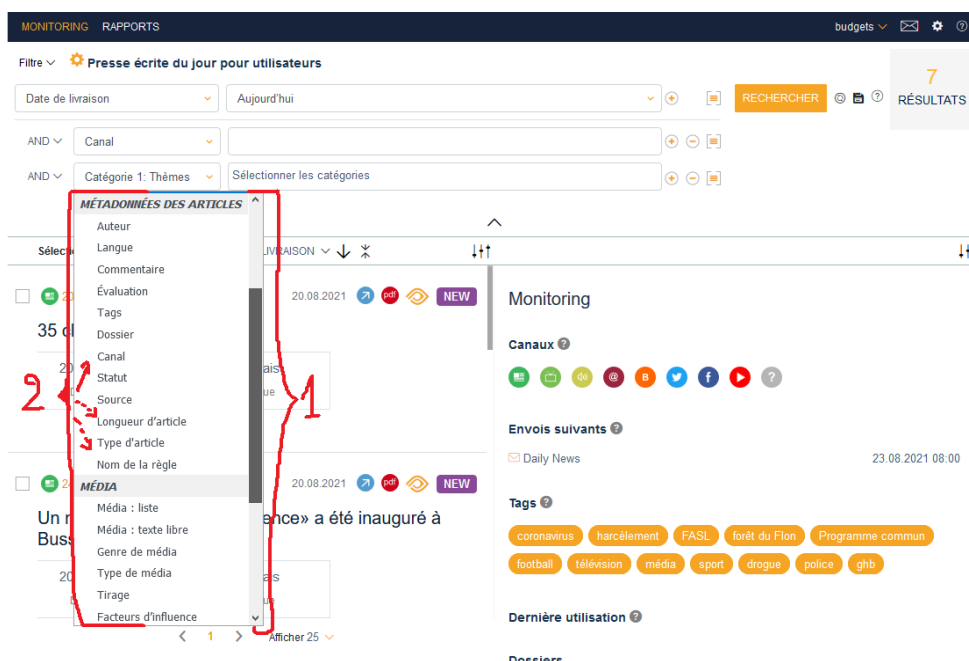 MONITORING RAPPORTS budgets
Filtre Presse écrite du jour pour utilisateurs
7
RÉSULTATS
Date de livraison Aujourd'hui RECHERCHER
AND Canal
AND Catégorie 1: Thèmes Sélectionner les catégories
MÉTADONNÉES DES ARTICLES
Auteur
Langue
Commentaire
Évaluation
Tags
Dossier
Canal
Statut
Source
Longueur d'article
Type d'article
Nom de la règle
MÉDIA
Média : liste
Média : texte libre
Genre de média
Type de média
Tirage
Facteurs d'influence
2
1
20.08.2021 pdf NEW
35
20.08.2021 pdf NEW
ence» a été inauguré à
1 Afficher 25
Monitoring
Canaux
Envois suivants
Daily News 23.08.2021 08:00
Tags
coronavirus harcélement FASL forêt du Flon Programme commun
football télévision média sport drogue police ghb
Dernière utilisation
Dossiers